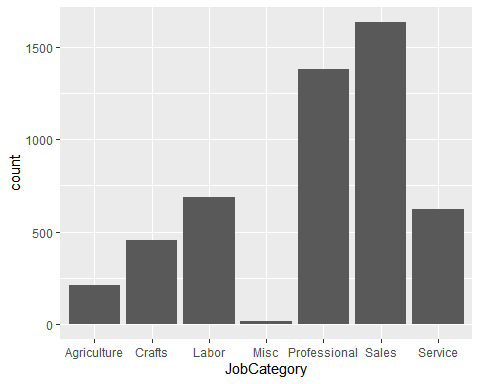 count
1500
1000
500
0
Agriculture Crafts Labor Misc Professional Sales Service
JobCategory